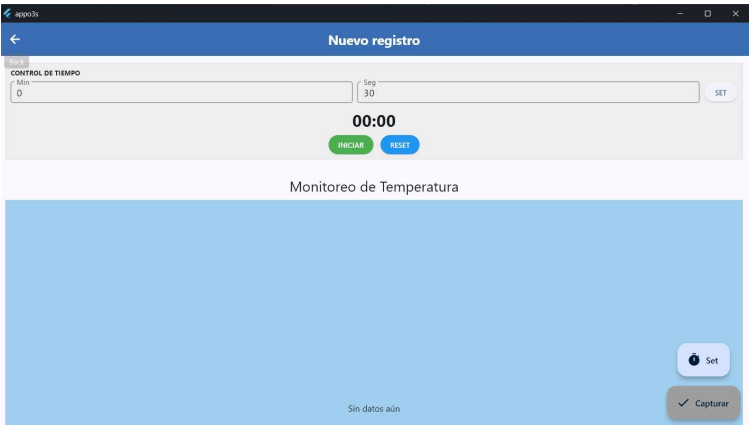 appo3s
Nuevo registro
Back
CONTROL DE TIEMPO
Min
0
Seg
30
SET
00:00
INICIAR
RESET
Monitoreo de Temperatura
Set
Sin datos aún
Capturar